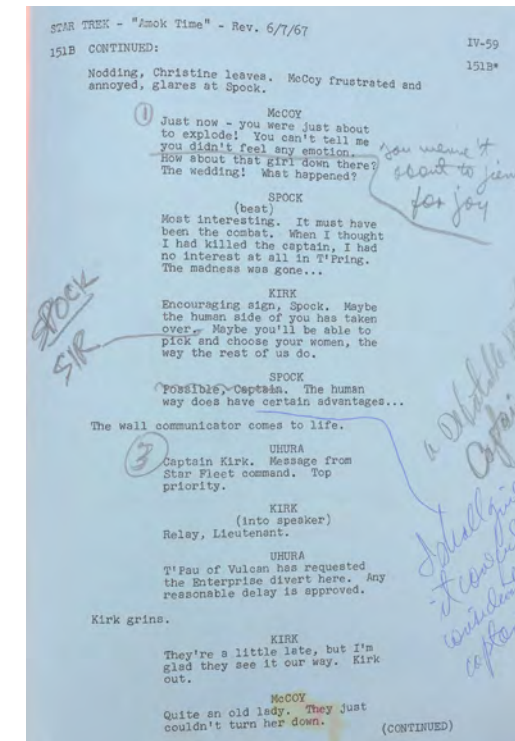 STAR TREK - "Amok Time" - Rev. 6/7/67
IV-59
151B CONTINUED:
151B*
Nodding, Christine leaves. McCoy frustrated and
annoyed, glares at Spock.
1
McCOY
Just now - you were just about
to explode! You can't tell me
you didn't feel any emotion.
How about that girl down there?
The wedding! What happened?
you weren't
about to
for joy
SPOCK
(beat)
Most interesting. It must have
been the combat. When I thought
I had killed the captain, I had
no interest at all in T'Pring.
The madness was gone...
SPOCK
SIR
KIRK
Encouraging sign, Spock. Maybe
the human side of you has taken
over. Maybe you'll be able to
pick and choose your women, the
way the rest of us do.
SPOCK
Possible, Captain. The human
way does have certain advantages...
a debatable
The wall communicator comes to life.
3
UHURA
Captain Kirk. Message from
Star Fleet command. Top
priority.
I shall give
it
KIRK
(into speaker)
Relay, Lieutenant.
UHURA
T'Pau of Vulcan has requested
the Enterprise divert here. Any
reasonable delay is approved.
Kirk grins.
KIRK
They're a little late, but I'm
glad they see it our way. Kirk
out.
McCOY
Quite an old lady. They just
couldn't turn her down.
(CONTINUED)